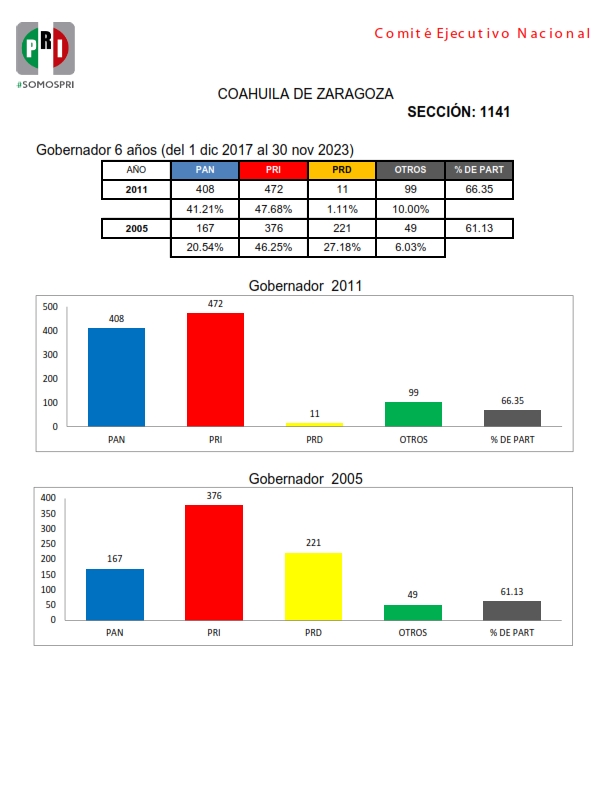 Comité Ejecutivo Nacional
PRI
#SOMOSPRI
COAHUILA DE ZARAGOZA
SECCIÓN: 1141
Gobernador 6 años (del 1 dic 2017 al 30 nov 2023)
AÑO PAN PRI PRD OTROS % DE PART
2011 408 472 11 99 66.35
41.21% 47.68% 1.11% 10.00%
2005 167 376 221 49 61.13
20.54% 46.25% 27.18% 6.03%
Gobernador 2011
500
400
300
200
100
0
408
472
11
99
66.35
PAN PRI PRD OTROS % DE PART
Gobernador 2005
400
350
300
250
200
150
100
50
0
167
376
221
49
61.13
PAN PRI PRD OTROS % DE PART